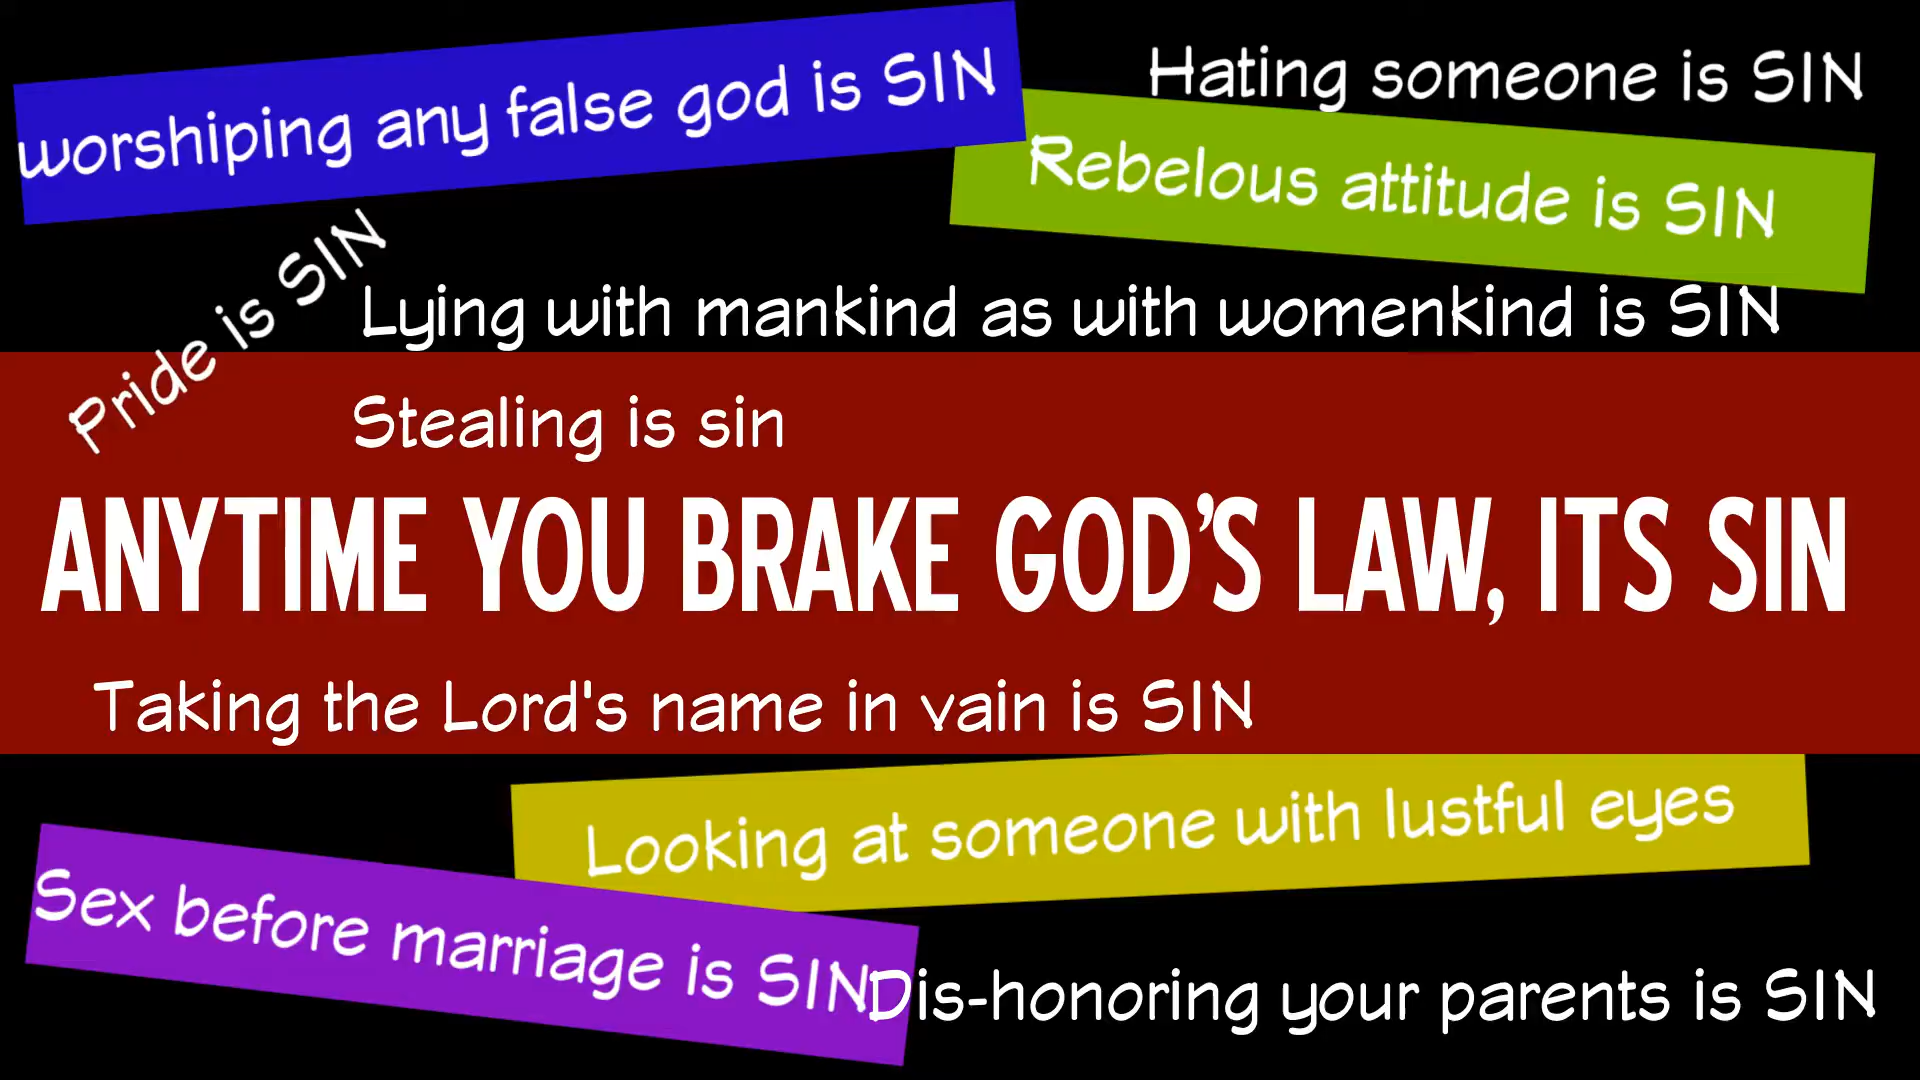 worshiping any false god is SIN
Hating someone is SIN
Rebelous attitude is SIN
Pride is SIN
Lying with mankind as with womenkind is SIN
Stealing is sin
ANYTIME YOU BRAKE GOD’S LAW, ITS SIN
Taking the Lord's name in vain is SIN
Looking at someone with lustful eyes
Sex before marriage is SIN
Dis-honoring your parents is SIN